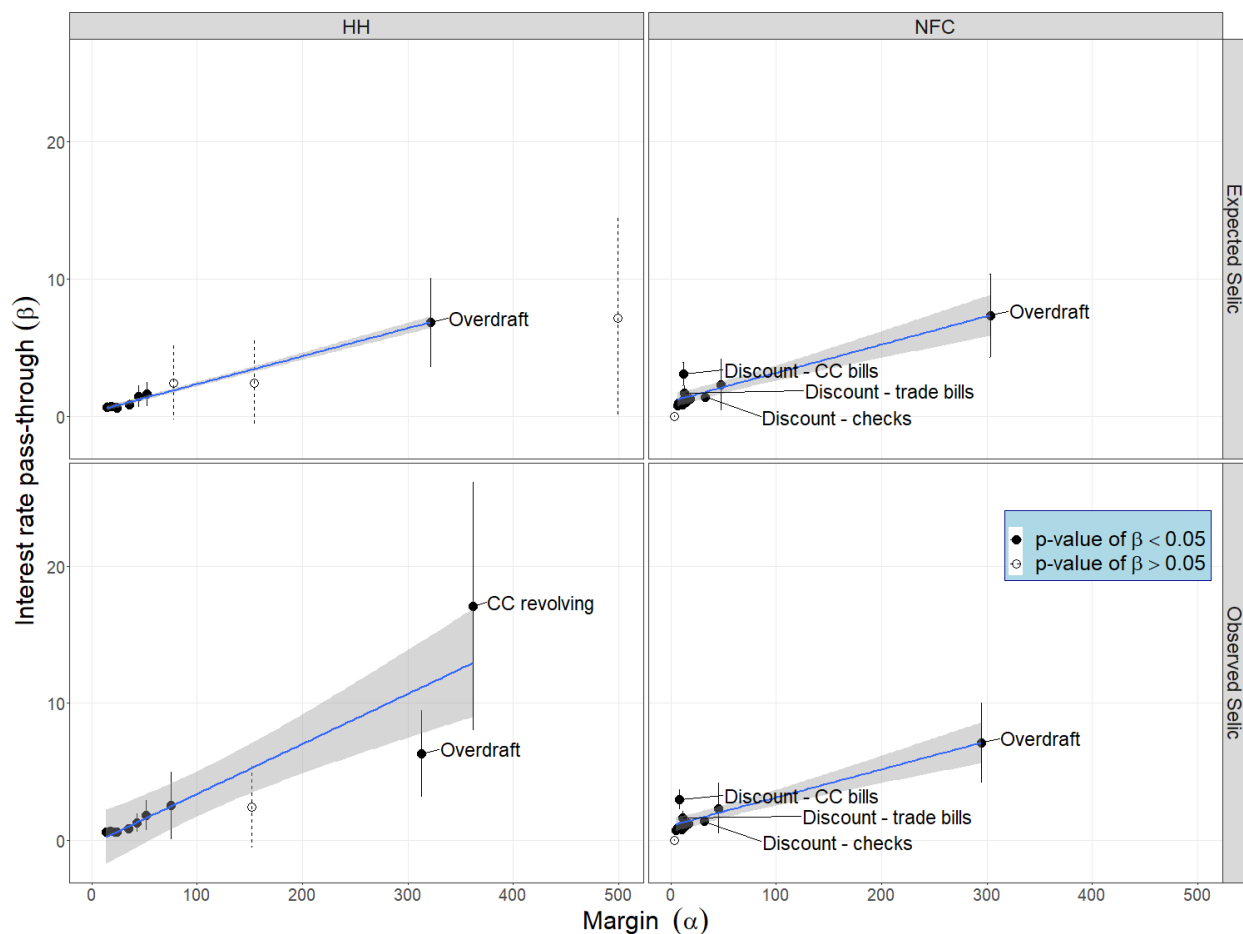 HH
NFC
Interest rate pass-through (β)
20
10
0
Overdraft
Overdraft
Discount - CC bills
Discount - trade bills
Discount - checks
Expected Selic
20
10
0
CC revolving
Overdraft
p-value of β < 0.05
p-value of β > 0.05
Overdraft
Discount - CC bills
Discount - trade bills
Discount - checks
Observed Selic
0 100 200 300 400 500
0 100 200 300 400 500
Margin (α)